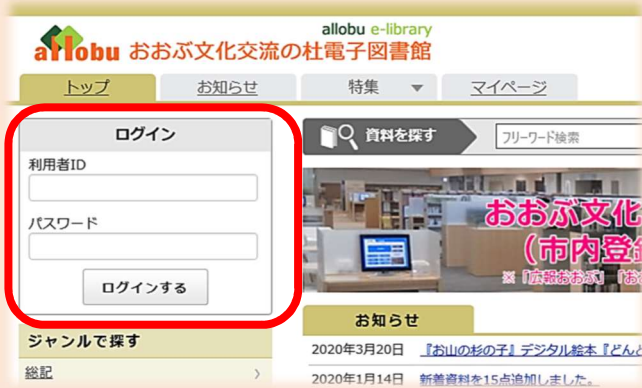 allobu e-library
allobu おおぶ文化交流の杜電子図書館
トップ お知らせ 特集 ▼ マイページ
ログイン
利用者ID
パスワード
ログインする
ジャンルで探す
総記 >
資料を探す フリーワード検索
おおぶ文化
(市内登
※「広報おおぶ」「お
お知らせ
2020年3月20日 『お山の杉の子』デジタル絵本『どん
2020年1月14日 新着資料を15点追加しました。